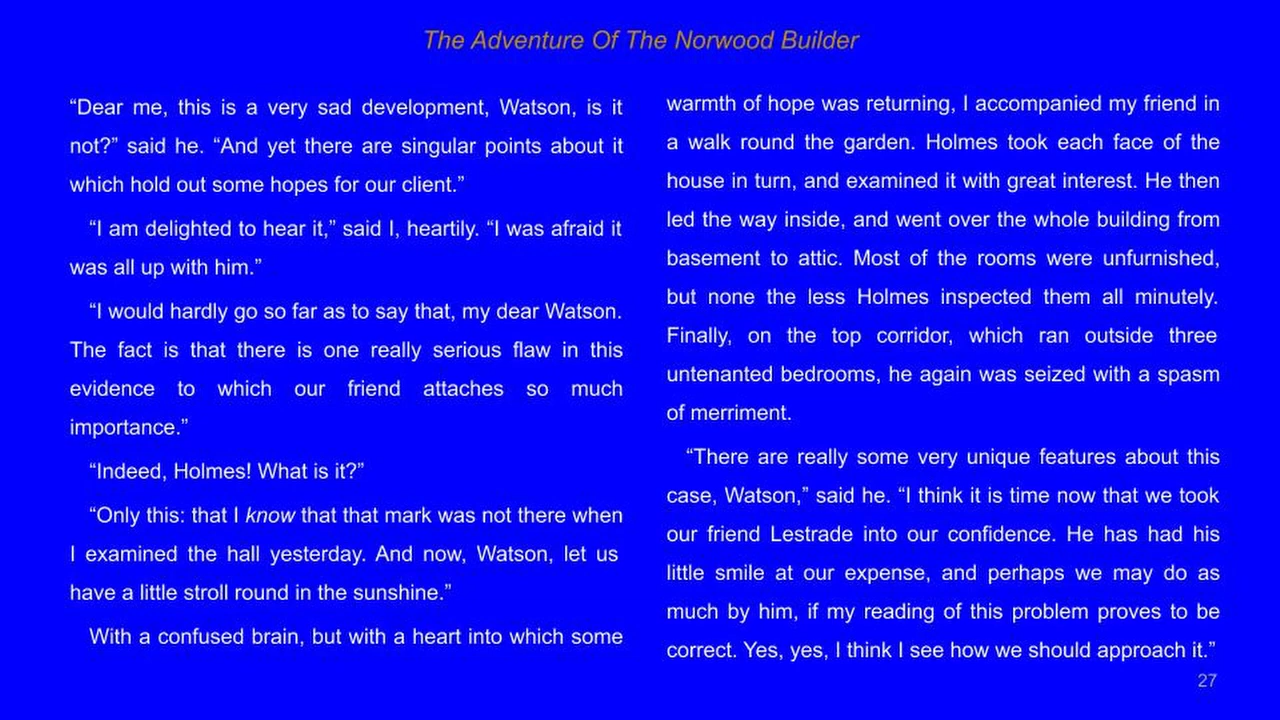 The Adventure Of The Norwood Builder
“Dear me, this is a very sad development, Watson, is it
not?” said he. “And yet there are singular points about it
which hold out some hopes for our client.”
“I am delighted to hear it,” said I, heartily. “I was afraid it
was all up with him.”
“I would hardly go so far as to say that, my dear Watson.
The fact is that there is one really serious flaw in this
evidence to which our friend attaches so much
importance.”
“Indeed, Holmes! What is it?”
“Only this: that I know that that mark was not there when
I examined the hall yesterday. And now, Watson, let us
have a little stroll round in the sunshine.”
With a confused brain, but with a heart into which some
warmth of hope was returning, I accompanied my friend in
a walk round the garden. Holmes took each face of the
house in turn, and examined it with great interest. He then
led the way inside, and went over the whole building from
basement to attic. Most of the rooms were unfurnished,
but none the less Holmes inspected them all minutely.
Finally, on the top corridor, which ran outside three
untenanted bedrooms, he again was seized with a spasm
of merriment.
“There are really some very unique features about this
case, Watson,” said he. “I think it is time now that we took
our friend Lestrade into our confidence. He has had his
little smile at our expense, and perhaps we may do as
much by him, if my reading of this problem proves to be
correct. Yes, yes, I think I see how we should approach it.”
27